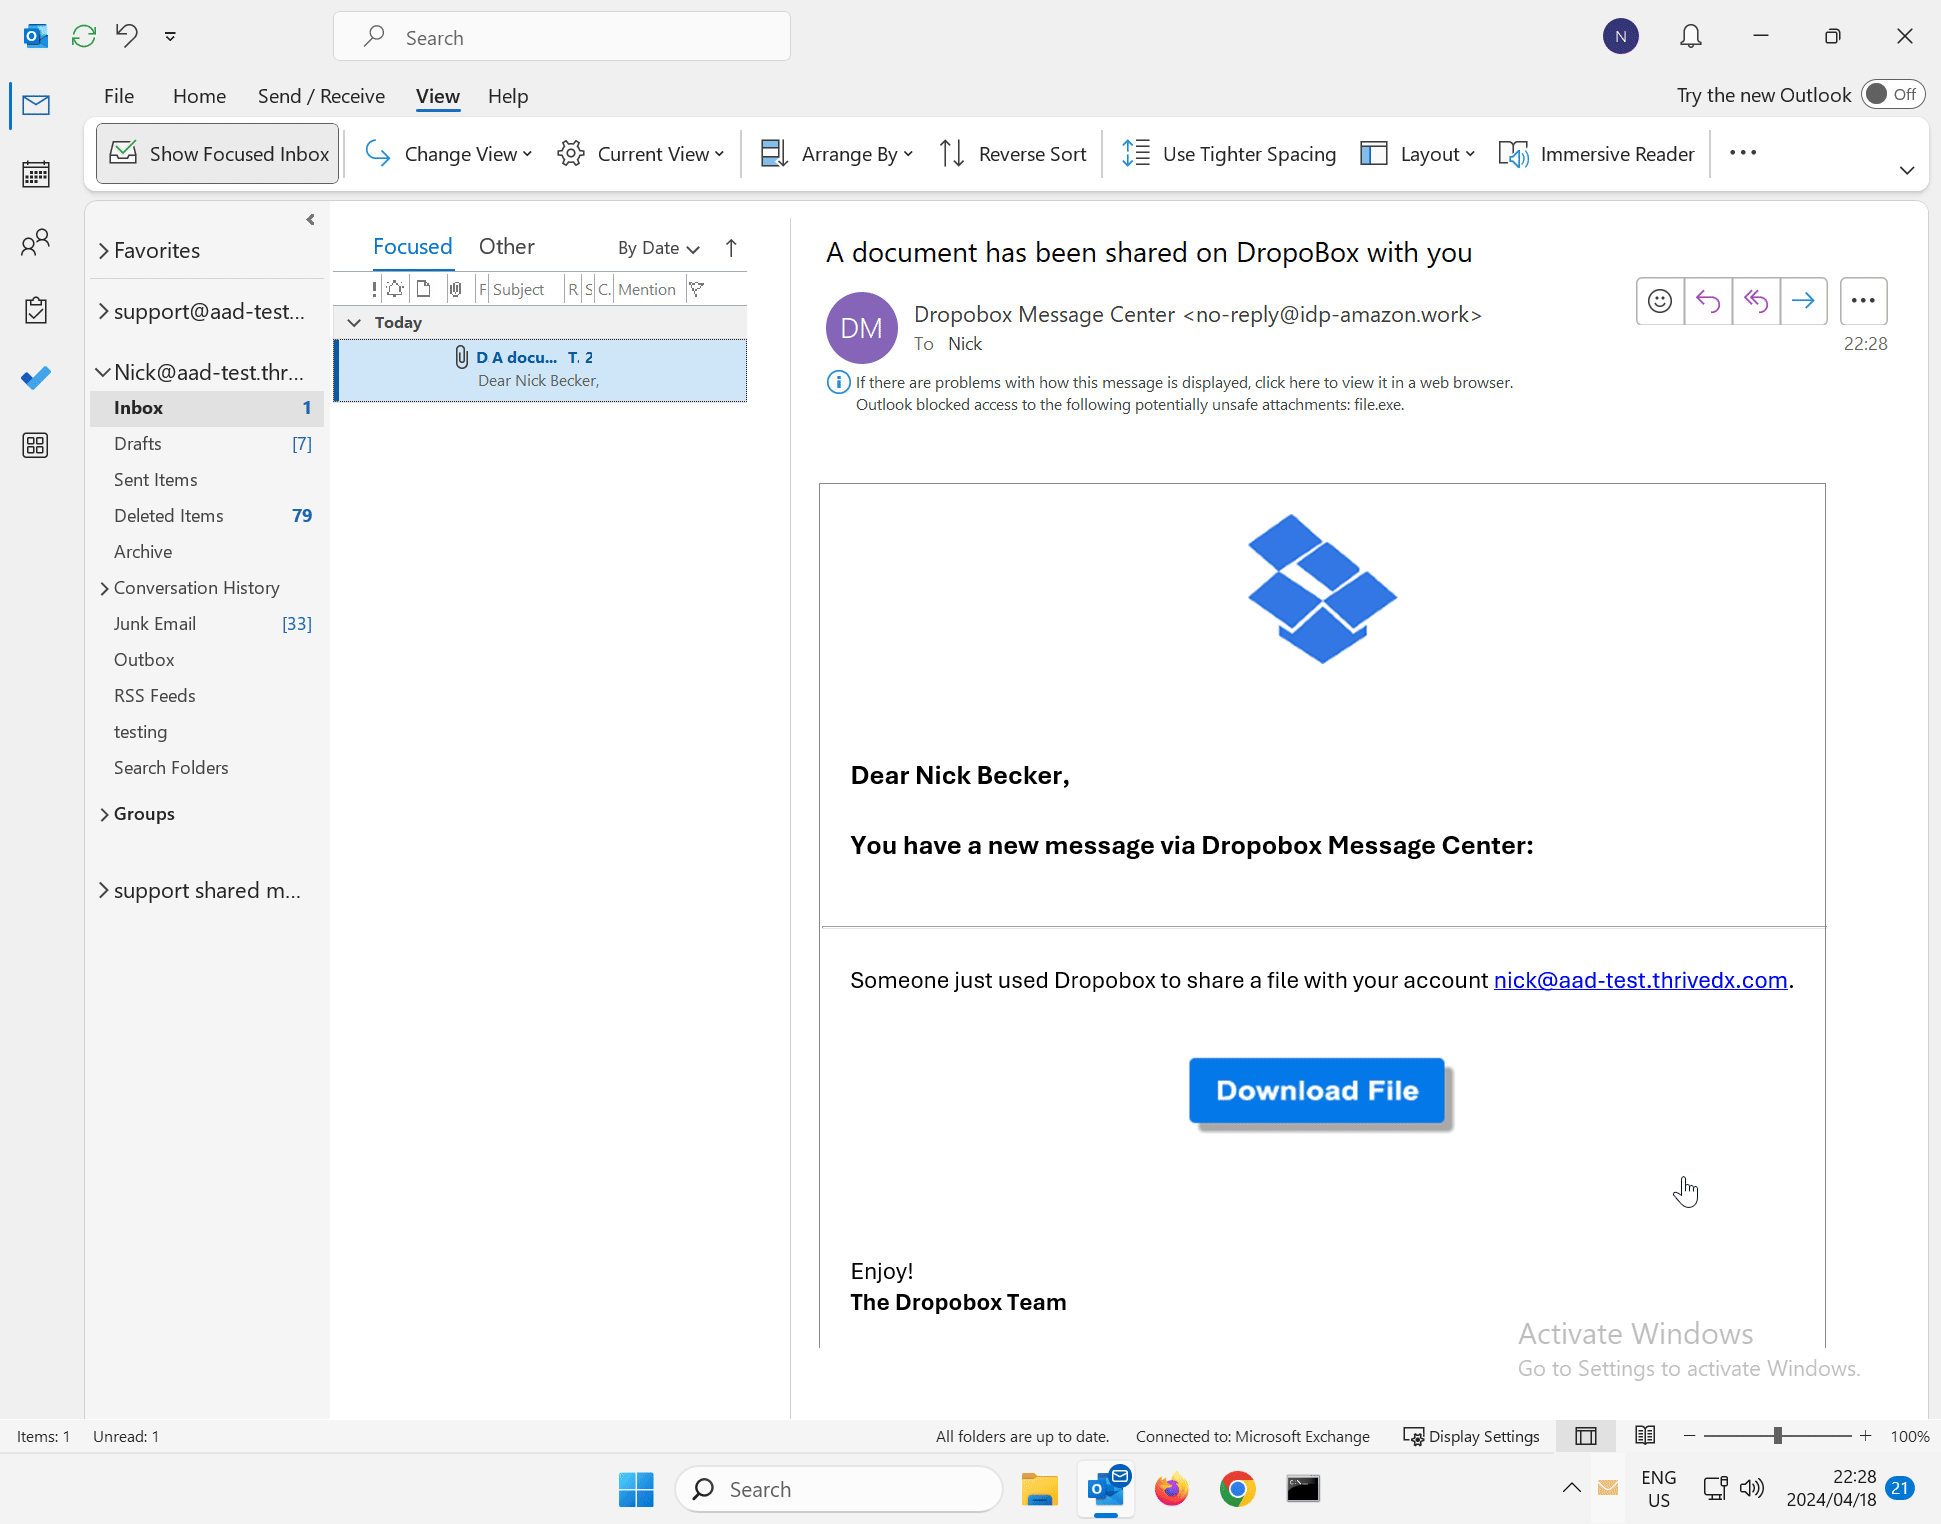 Search
N
File Home Send / Receive View Help
Try the new Outlook Off
Show Focused Inbox Change View Current View Arrange By Reverse Sort Use Tighter Spacing Layout Immersive Reader ...
Favorites
support@aad-test...
Nick@aad-test.thr...
Inbox 1
Drafts [7]
Sent Items
Deleted Items 79
Archive
Conversation History
Junk Email [33]
Outbox
RSS Feeds
testing
Search Folders
Groups
support shared m...
Focused Other By Date
! F Subject R S C. Mention
Today
D A docu... T. 2
Dear Nick Becker,
A document has been shared on DropoBox with you
DM
Dropobox Message Center <no-reply@idp-amazon.work>
To Nick
22:28
If there are problems with how this message is displayed, click here to view it in a web browser.
Outlook blocked access to the following potentially unsafe attachments: file.exe.
Dear Nick Becker,
You have a new message via Dropobox Message Center:
Someone just used Dropobox to share a file with your account nick@aad-test.thrivedx.com.
Download File
Enjoy!
The Dropobox Team
Activate Windows
Go to Settings to activate Windows.
Items: 1 Unread: 1 All folders are up to date. Connected to: Microsoft Exchange Display Settings 100%
Search
ENG
US
22:28
2024/04/18
21